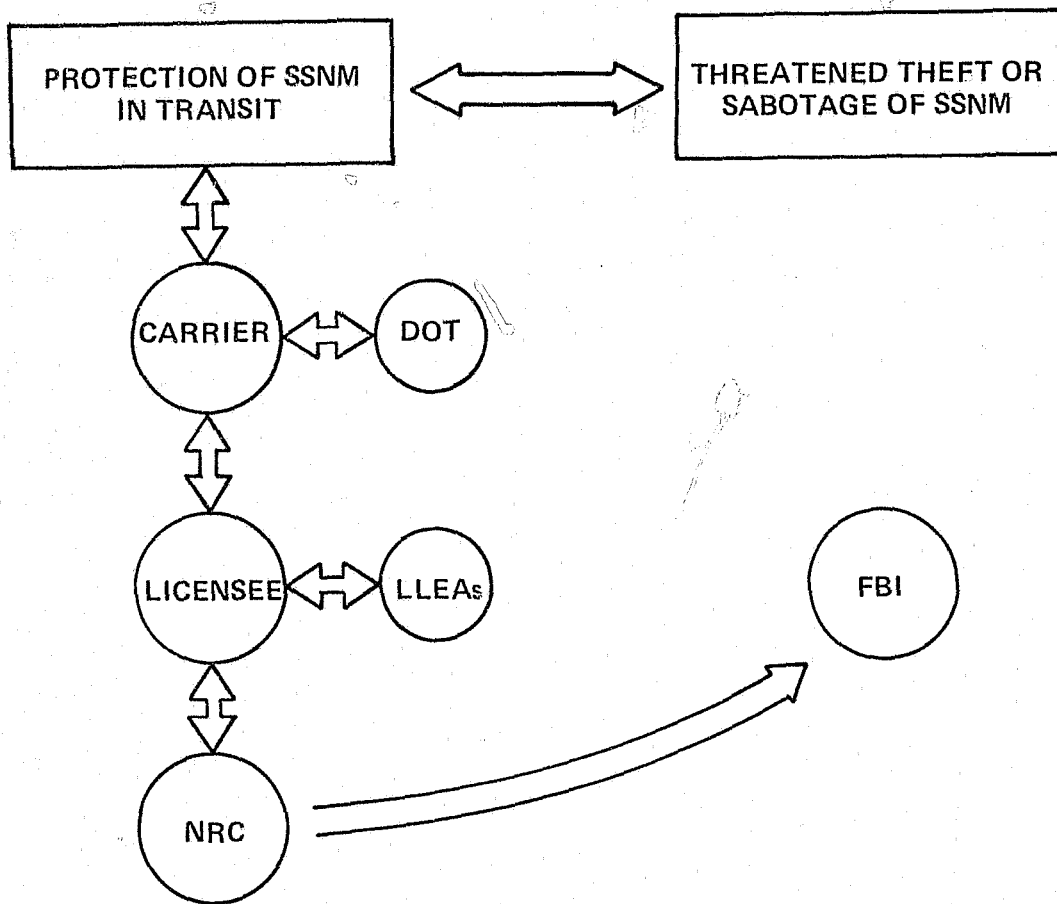 PROTECTION OF SSNM
IN TRANSIT
THREATENED THEFT OR
SABOTAGE OF SSNM
CARRIER
DOT
LICENSEE
LLEAs
FBI
NRC